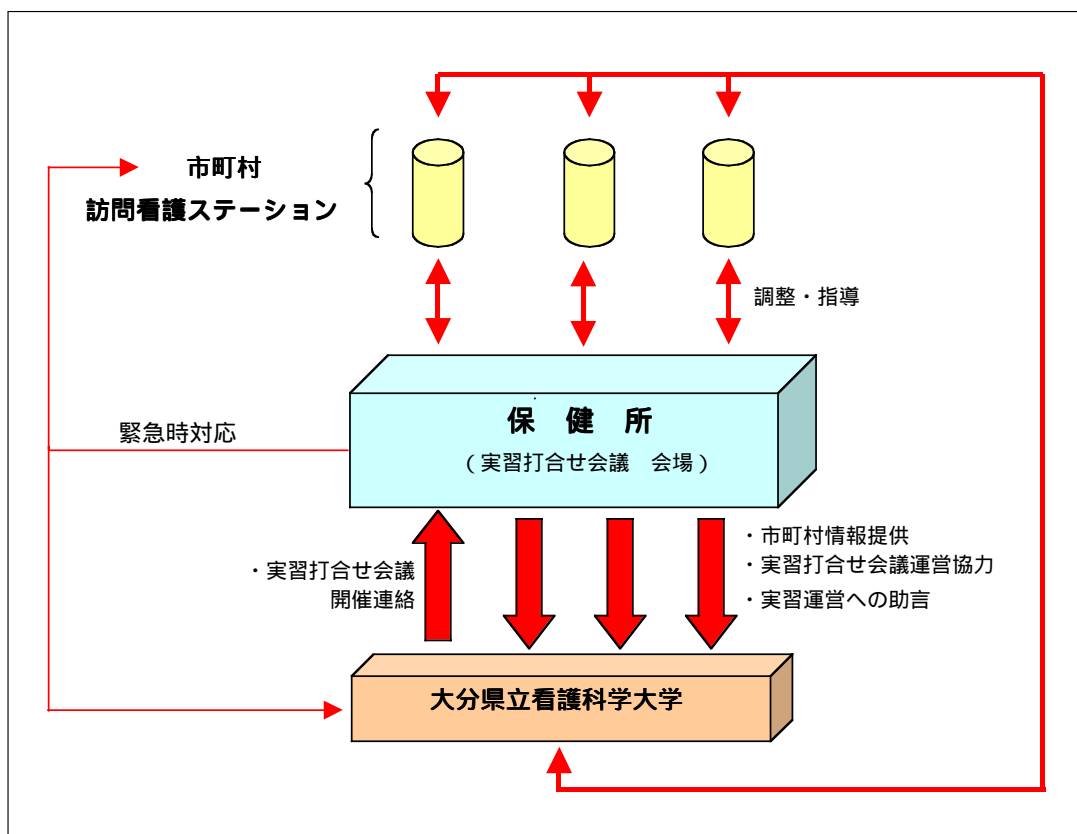 市町村
訪問看護ステーション
調整・指導
保　健　所
（実習打合せ会議　会場）
緊急時対応
・実習打合せ会議
開催連絡
・市町村情報提供
・実習打合せ会議運営協力
・実習運営への助言
大分県立看護科学大学